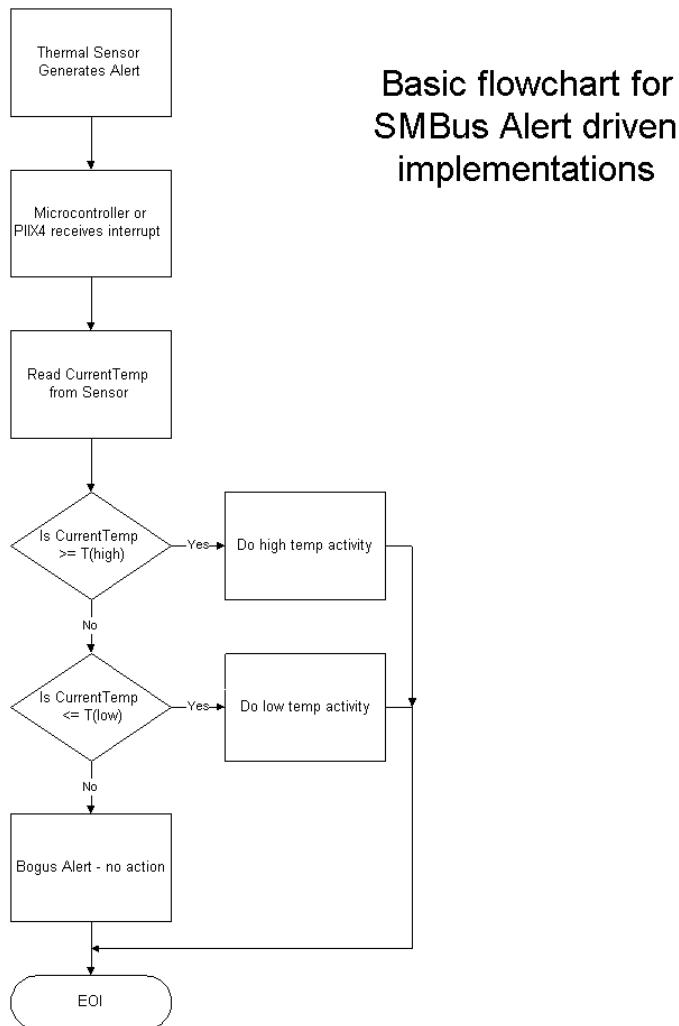 Basic flowchart for
SMBus Alert driven
implementations
Thermal Sensor
Generates Alert
Microcontroller or
PIIX4 receives interrupt
Read CurrentTemp
from Sensor
Is CurrentTemp
>= T(high)
Yes
Do high temp activity
No
Is CurrentTemp
<= T(low)
Yes
Do low temp activity
No
Bogus Alert - no action
EOI